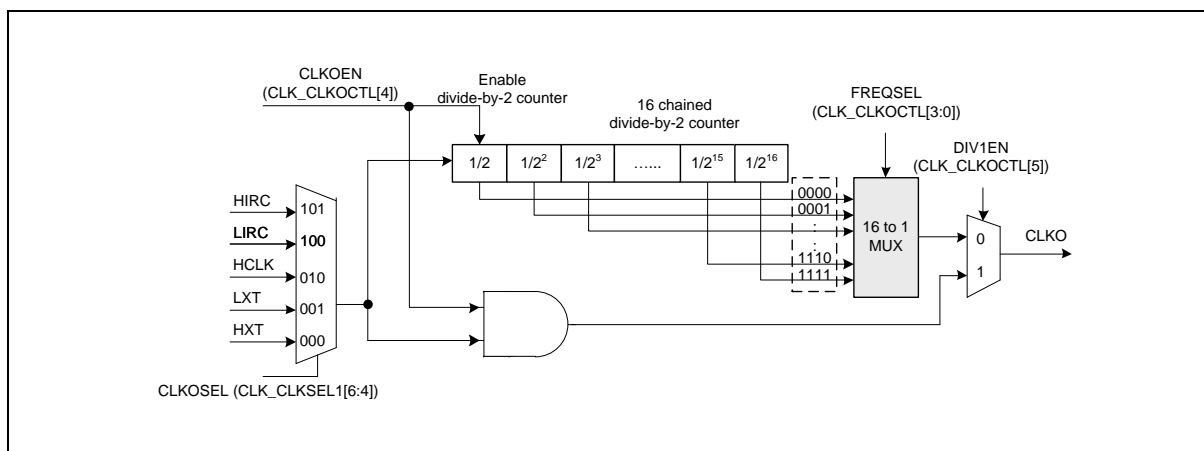 CLKOEN
(CLK_CLKOCTL[4])
Enable
divide-by-2 counter
16 chained
divide-by-2 counter
FREQSEL
(CLK_CLKOCTL[3:0])
DIV1EN
(CLK_CLKOCTL[5])
1/2
1/2²
1/2³
…...
1/2¹⁵
1/2¹⁶
0000
0001
:
:
1110
1111
16 to 1
MUX
0
1
CLKO
HIRC
101
LIRC
100
HCLK
010
LXT
001
HXT
000
CLKOSEL (CLK_CLKSEL1[6:4])